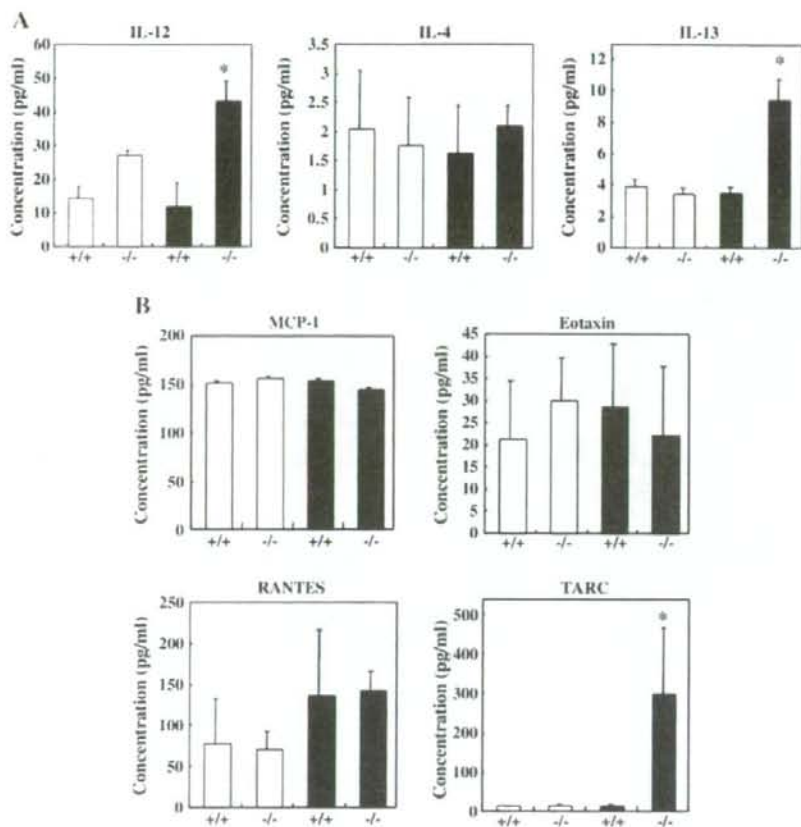 A
IL-12
Concentration (pg/ml)
60
50
40
30
20
10
0
*
+/+ -/- +/+ -/-
IL-4
Concentration (pg/ml)
3.5
3
2.5
2
1.5
1
0.5
0
+/+ -/- +/+ -/-
IL-13
Concentration (pg/ml)
12
10
8
6
4
2
0
*
+/+ -/- +/+ -/-
B
MCP-1
Concentration (pg/ml)
200
150
100
50
0
+/+ -/- +/+ -/-
Eotaxin
Concentration (pg/ml)
45
40
35
30
25
20
15
10
5
0
+/+ -/- +/+ -/-
RANTES
Concentration (pg/ml)
250
200
150
100
50
0
+/+ -/- +/+ -/-
TARC
Concentration (pg/ml)
500
400
300
200
100
0
*
+/+ -/- +/+ -/-